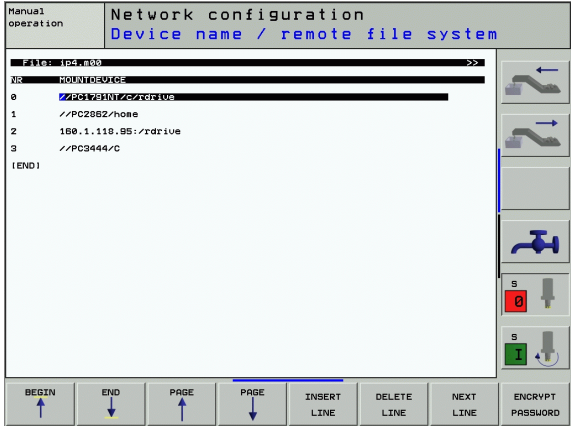 Manual
operation
Network configuration
Device name / remote file system
File: ip4.m00 >>
NR MOUNTDEVICE
0 //PC1791NT/c/rdrive
1 //PC2862/home
2 160.1.118.95:/rdrive
3 //PC3444/C
[END]
S
0
S
I
BEGIN
END
PAGE
PAGE
INSERT
LINE
DELETE
LINE
NEXT
LINE
ENCRYPT
PASSWORD